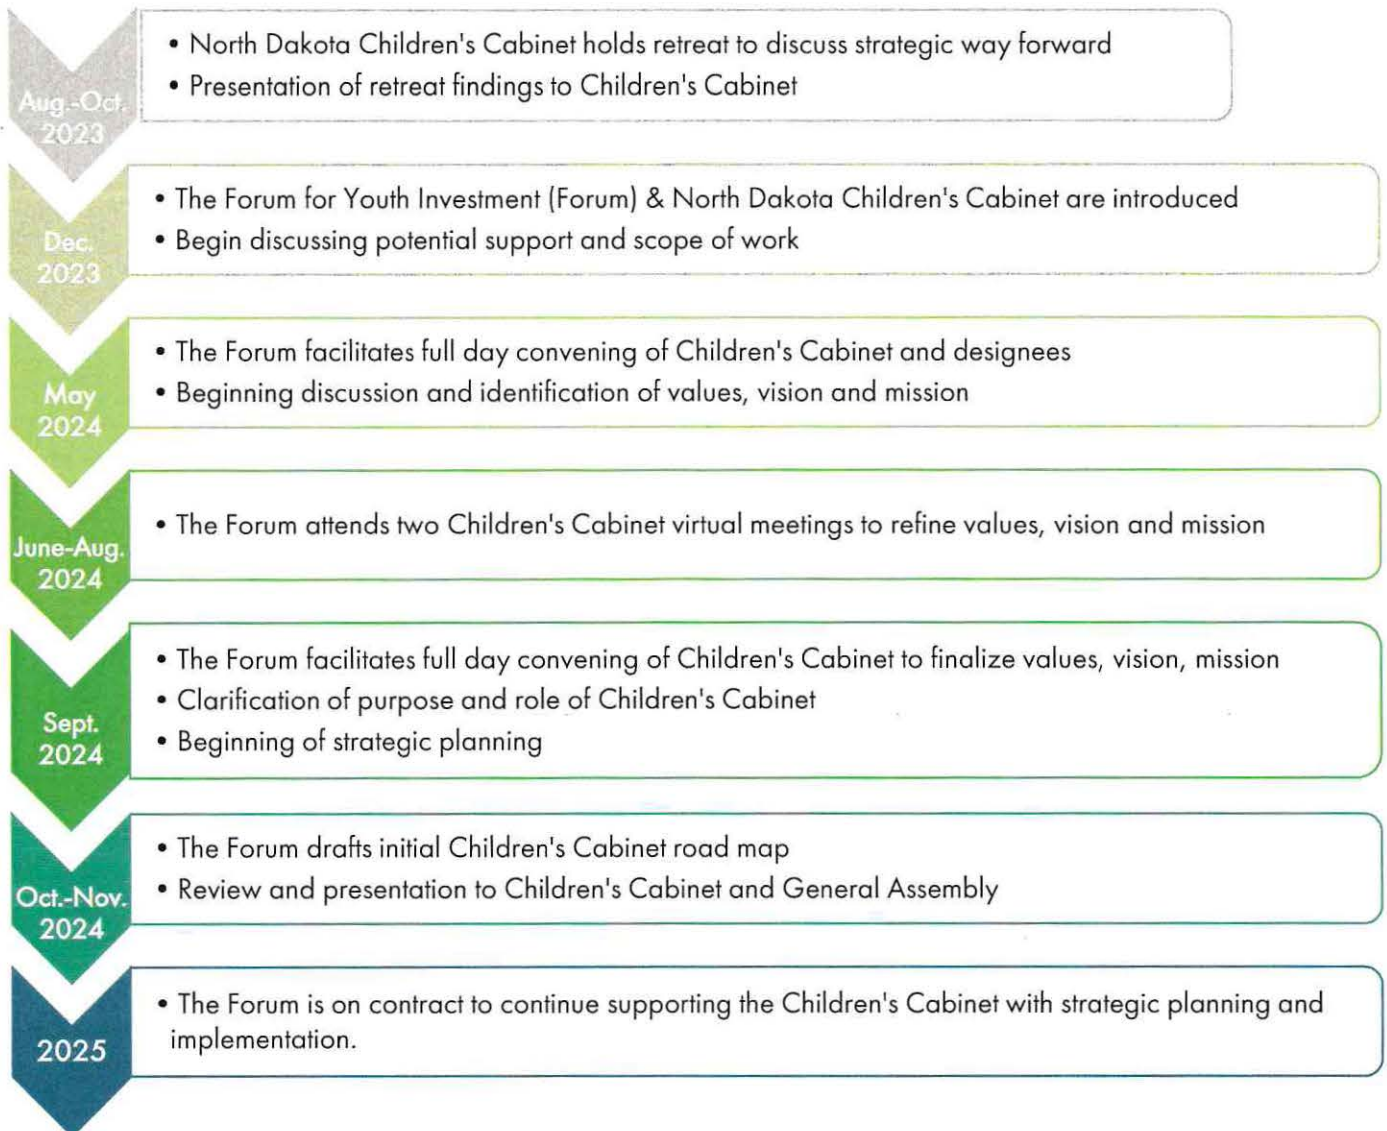 Aug.-Oct.
2023
• North Dakota Children's Cabinet holds retreat to discuss strategic way forward
• Presentation of retreat findings to Children's Cabinet
Dec.
2023
• The Forum for Youth Investment (Forum) & North Dakota Children's Cabinet are introduced
• Begin discussing potential support and scope of work
May
2024
• The Forum facilitates full day convening of Children's Cabinet and designees
• Beginning discussion and identification of values, vision and mission
June-Aug.
2024
• The Forum attends two Children's Cabinet virtual meetings to refine values, vision and mission
Sept.
2024
• The Forum facilitates full day convening of Children's Cabinet to finalize values, vision, mission
• Clarification of purpose and role of Children's Cabinet
• Beginning of strategic planning
Oct.-Nov.
2024
• The Forum drafts initial Children's Cabinet road map
• Review and presentation to Children's Cabinet and General Assembly
2025
• The Forum is on contract to continue supporting the Children's Cabinet with strategic planning and
implementation.